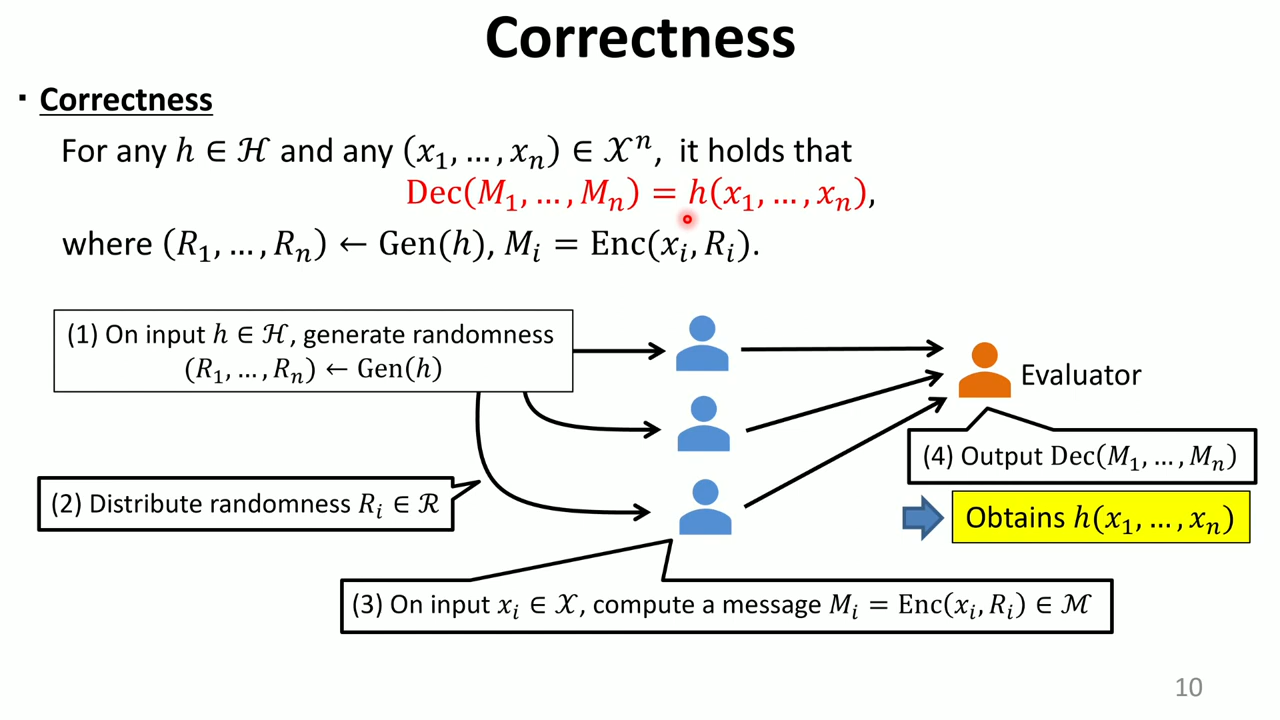 Correctness
・Correctness
For any ℎ ∈ ℋ and any (𝑥₁, … , 𝑥ₙ) ∈ 𝒳ⁿ, it holds that
Dec(𝑀₁, … , 𝑀ₙ) = ℎ(𝑥₁, … , 𝑥ₙ),
where (𝑅₁, … , 𝑅ₙ) ← Gen(ℎ), 𝑀ᵢ = Enc(𝑥ᵢ, 𝑅ᵢ).
(1) On input ℎ ∈ ℋ, generate randomness
(𝑅₁, … , 𝑅ₙ) ← Gen(ℎ)
Evaluator
(4) Output Dec(𝑀₁, … , 𝑀ₙ)
(2) Distribute randomness 𝑅ᵢ ∈ ℛ
Obtains ℎ(𝑥₁, … , 𝑥ₙ)
(3) On input 𝑥ᵢ ∈ 𝒳, compute a message 𝑀ᵢ = Enc(𝑥ᵢ, 𝑅ᵢ) ∈ ℳ
10